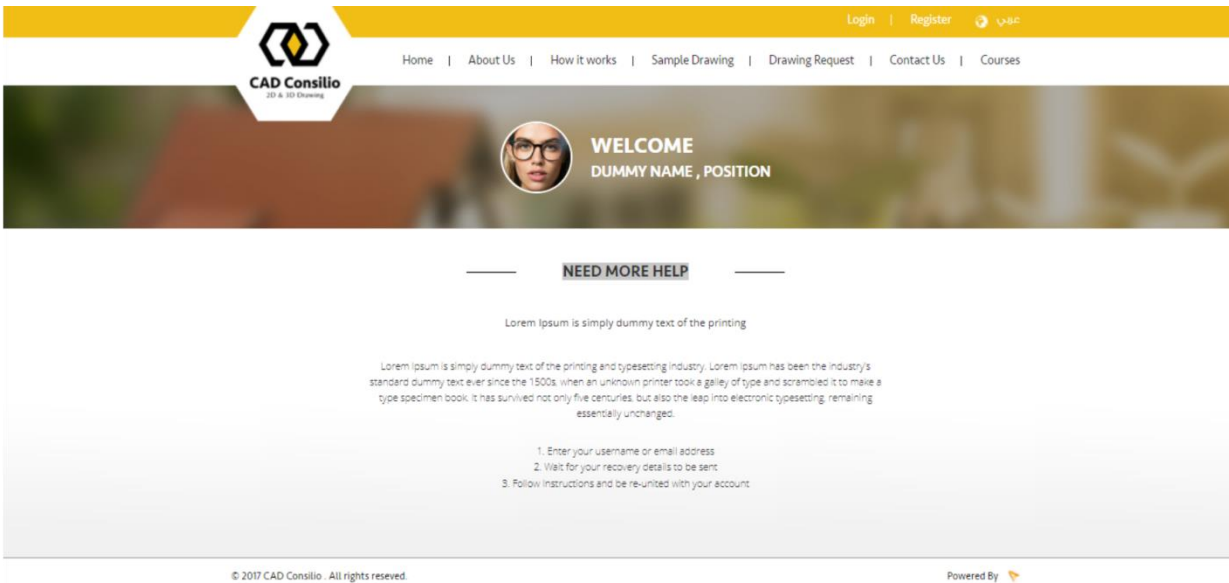 Login | Register عربي
CAD Consilio
2D & 3D Drawing
Home | About Us | How it works | Sample Drawing | Drawing Request | Contact Us | Courses
WELCOME
DUMMY NAME , POSITION
NEED MORE HELP
Lorem Ipsum is simply dummy text of the printing
Lorem Ipsum is simply dummy text of the printing and typesetting industry. Lorem Ipsum has been the industry's
standard dummy text ever since the 1500s, when an unknown printer took a galley of type and scrambled it to make a
type specimen book. It has survived not only five centuries, but also the leap into electronic typesetting, remaining
essentially unchanged.
1. Enter your username or email address
2. Wait for your recovery details to be sent
3. Follow instructions and be re-united with your account
© 2017 CAD Consilio . All rights reseved.
Powered By